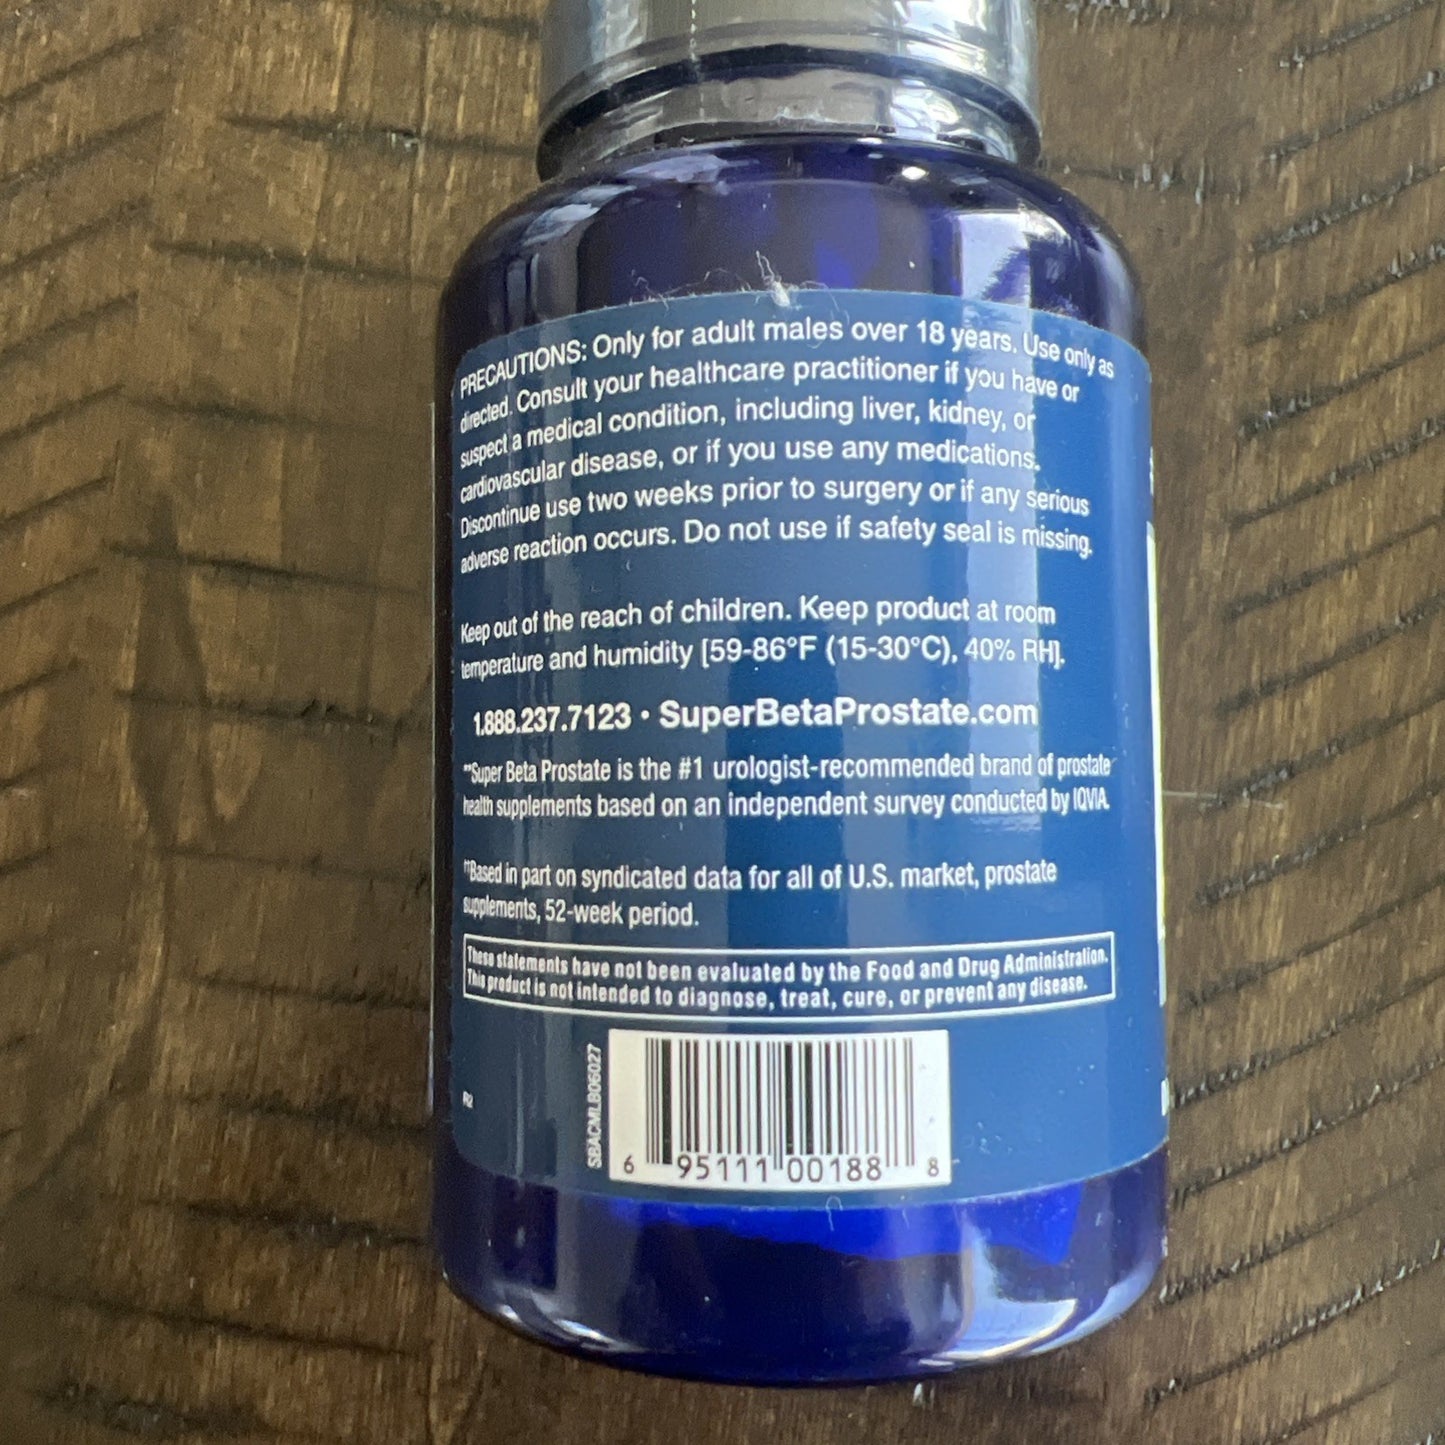 PRECAUTIONS: Only for adult males over 18 years. Use only as
directed. Consult your healthcare practitioner if you have or
suspect a medical condition, including liver, kidney, or
cardiovascular disease, or if you use any medications.
Discontinue use two weeks prior to surgery or if any serious
adverse reaction occurs. Do not use if safety seal is missing.
Keep out of the reach of children. Keep product at room
temperature and humidity [59-86°F (15-30°C), 40% RH].
1.888.237.7123 • SuperBetaProstate.com
**Super Beta Prostate is the #1 urologist-recommended brand of prostate
health supplements based on an independent survey conducted by IQVIA.
††Based in part on syndicated data for all of U.S. market, prostate
supplements, 52-week period.
These statements have not been evaluated by the Food and Drug Administration.
This product is not intended to diagnose, treat, cure, or prevent any disease.
R2
SBACMLB06027
6 95111 00188 8